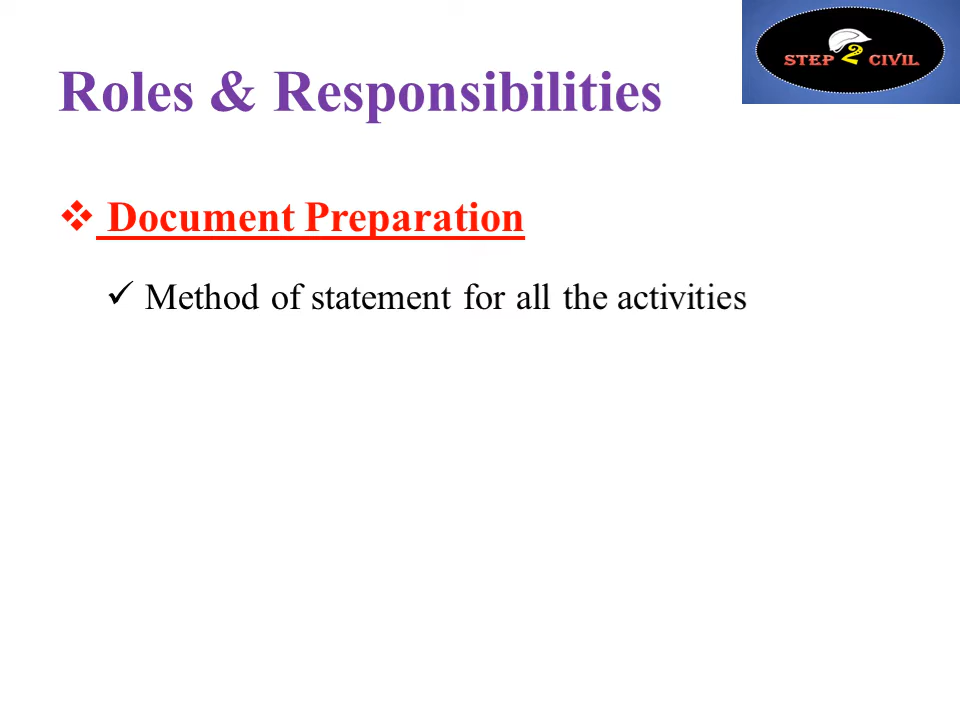 STEP 2 CIVIL
Roles & Responsibilities
Document Preparation
Method of statement for all the activities